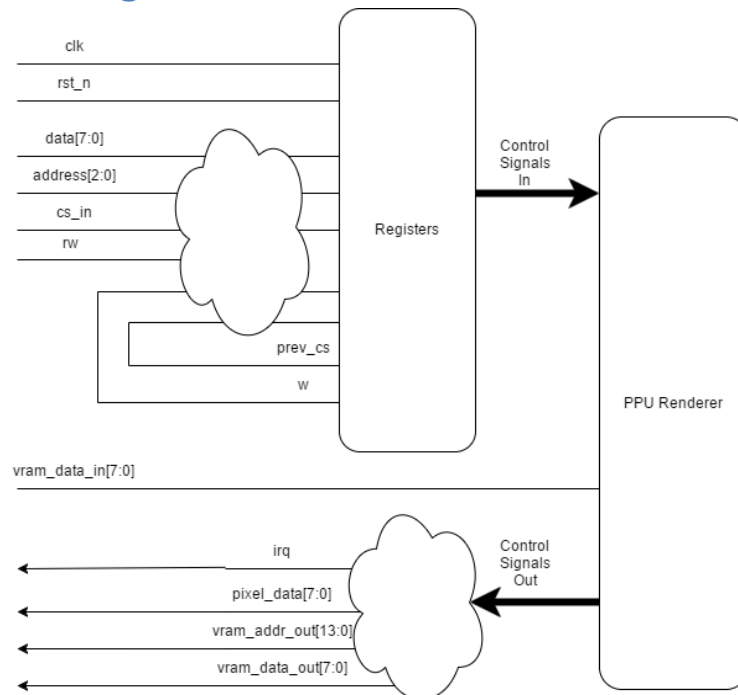 clk
rst_n
data[7:0]
address[2:0]
cs_in
rw
Control
Signals
In
Registers
prev_cs
w
PPU Renderer
vram_data_in[7:0]
irq
Control
Signals
Out
pixel_data[7:0]
vram_addr_out[13:0]
vram_data_out[7:0]